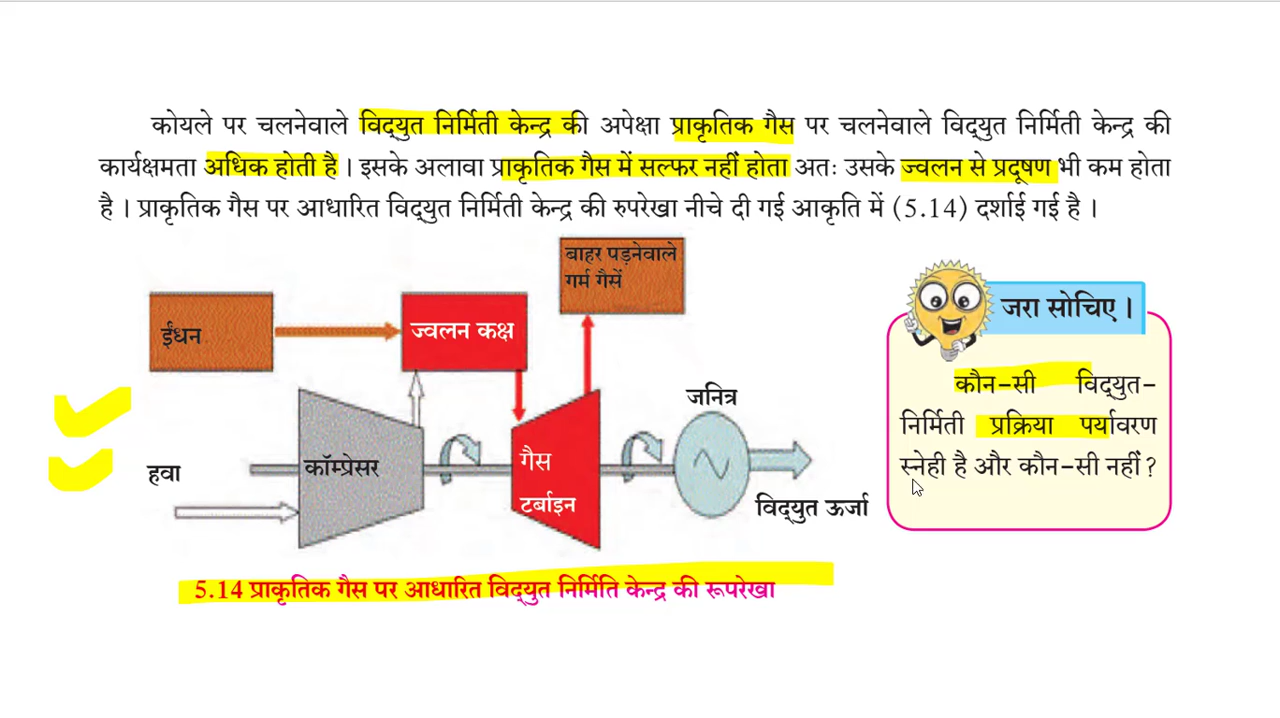 कोयले पर चलनेवाले विद्‌युत निर्मिती केन्द्र की अपेक्षा प्राकृतिक गैस पर चलनेवाले विद्‌युत निर्मिती केन्द्र की
कार्यक्षमता अधिक होती है । इसके अलावा प्राकृतिक गैस में सल्फर नहीं होता अतः उसके ज्वलन से प्रदूषण भी कम होता
है । प्राकृतिक गैस पर आधारित विद्‌युत निर्मिती केन्द्र की रुपरेखा नीचे दी गई आकृति में (5.14) दर्शाई गई है ।
बाहर पड़नेवाले
गर्म गैसें
ईंधन
ज्वलन कक्ष
जनित्र
हवा
कॉम्प्रेसर
गैस
टर्बाइन
विद्‌युत ऊर्जा
5.14 प्राकृतिक गैस पर आधारित विद्‌युत निर्मिति केन्द्र की रूपरेखा
जरा सोचिए ।
कौन-सी विद्‌युत-
निर्मिती प्रक्रिया पर्यावरण
स्नेही है और कौन-सी नहीं ?